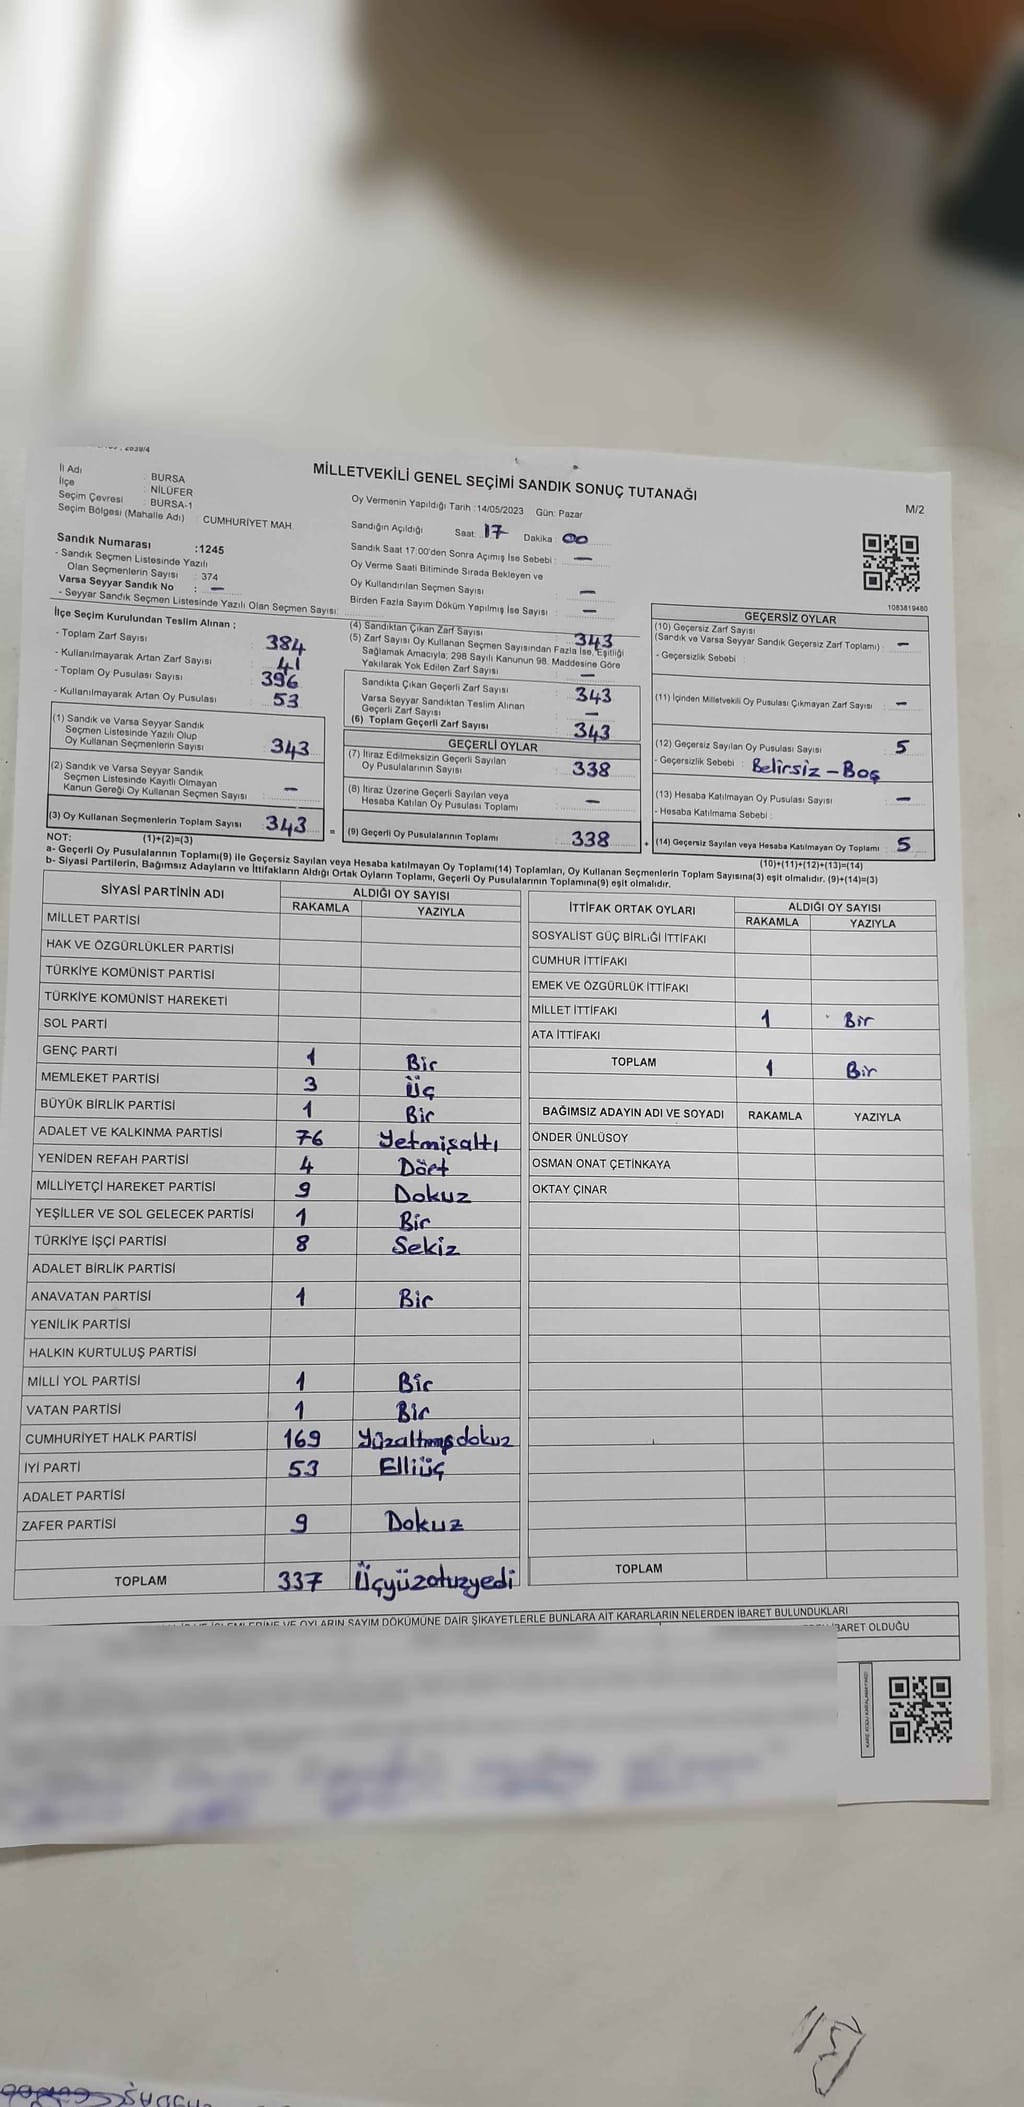 İl Adı : BURSA
İlçe : NİLÜFER
Seçim Çevresi : BURSA-1
Seçim Bölgesi (Mahalle Adı) : CUMHURİYET MAH.
MİLLETVEKİLİ GENEL SEÇİMİ SANDIK SONUÇ TUTANAĞI
M/2
Oy Vermenin Yapıldığı Tarih :14/05/2023 Gün: Pazar
Sandığın Açıldığı Saat: 17 Dakika : 00
Sandık Saat 17:00'den Sonra Açımış İse Sebebi : —
Oy Verme Saati Bitiminde Sırada Bekleyen ve
Oy Kullandırılan Seçmen Sayısı —
Birden Fazla Sayım Döküm Yapılmış İse Sayısı —
1083819480
Sandık Numarası :1245
- Sandık Seçmen Listesinde Yazılı
Olan Seçmenlerin Sayısı : 374
Varsa Seyyar Sandık No : —
- Seyyar Sandık Seçmen Listesinde Yazılı Olan Seçmen Sayısı:
İlçe Seçim Kurulundan Teslim Alınan ;
- Toplam Zarf Sayısı : 384
- Kullanılmayarak Artan Zarf Sayısı : 41
- Toplam Oy Pusulası Sayısı : 396
- Kullanılmayarak Artan Oy Pusulası : 53
(1) Sandık ve Varsa Seyyar Sandık
Seçmen Listesinde Yazılı Olup
Oy Kullanan Seçmenlerin Sayısı : 343
(2) Sandık ve Varsa Seyyar Sandık
Seçmen Listesinde Kayıtlı Olmayan
Kanun Gereği Oy Kullanan Seçmen Sayısı : —
(3) Oy Kullanan Seçmenlerin Toplam Sayısı : 343 =
(4) Sandıktan Çıkan Zarf Sayısı : 343
(5) Zarf Sayısı Oy Kullanan Seçmen Sayısından Fazla İse, Eşitliği
Sağlamak Amacıyla, 298 Sayılı Kanunun 98. Maddesine Göre
Yakılarak Yok Edilen Zarf Sayısı : —
Sandıkta Çıkan Geçerli Zarf Sayısı : 343
Varsa Seyyar Sandıktan Teslim Alınan
Geçerli Zarf Sayısı : —
(6) Toplam Geçerli Zarf Sayısı : 343
GEÇERLİ OYLAR
(7) İtiraz Edilmeksizin Geçerli Sayılan
Oy Pusulalarının Sayısı : 338
(8) İtiraz Üzerine Geçerli Sayılan veya
Hesaba Katılan Oy Pusulası Toplamı : —
(9) Geçerli Oy Pusulalarının Toplamı : 338 +
GEÇERSİZ OYLAR
(10) Geçersiz Zarf Sayısı
(Sandık ve Varsa Seyyar Sandık Geçersiz Zarf Toplamı) : —
- Geçersizlik Sebebi :
(11) İçinden Milletvekili Oy Pusulası Çıkmayan Zarf Sayısı : —
(12) Geçersiz Sayılan Oy Pusulası Sayısı : 5
- Geçersizlik Sebebi : Belirsiz - Boş
(13) Hesaba Katılmayan Oy Pusulası Sayısı : —
- Hesaba Katılmama Sebebi :
(14) Geçersiz Sayılan veya Hesaba Katılmayan Oy Toplamı : 5
NOT: (1)+(2)=(3)
(10)+(11)+(12)+(13)=(14)
a- Geçerli Oy Pusulalarının Toplamı(9) ile Geçersiz Sayılan veya Hesaba katılmayan Oy Toplamı(14) Toplamları, Oy Kullanan Seçmenlerin Toplam Sayısına(3) eşit olmalıdır. (9)+(14)=(3)
b- Siyasi Partilerin, Bağımsız Adayların ve İttifakların Aldığı Ortak Oyların Toplamı, Geçerli Oy Pusulalarının Toplamına(9) eşit olmalıdır.
SİYASİ PARTİNİN ADI ALDIĞI OY SAYISI
RAKAMLA YAZIYLA
MİLLET PARTİSİ
HAK VE ÖZGÜRLÜKLER PARTİSİ
TÜRKİYE KOMÜNİST PARTİSİ
TÜRKİYE KOMÜNİST HAREKETİ
SOL PARTİ
GENÇ PARTİ 1 Bir
MEMLEKET PARTİSİ 3 Üç
BÜYÜK BİRLİK PARTİSİ 1 Bir
ADALET VE KALKINMA PARTİSİ 76 Yetmişaltı
YENİDEN REFAH PARTİSİ 4 Dört
MİLLİYETÇİ HAREKET PARTİSİ 9 Dokuz
YEŞİLLER VE SOL GELECEK PARTİSİ 1 Bir
TÜRKİYE İŞÇİ PARTİSİ 8 Sekiz
ADALET BİRLİK PARTİSİ
ANAVATAN PARTİSİ 1 Bir
YENİLİK PARTİSİ
HALKIN KURTULUŞ PARTİSİ
MİLLİ YOL PARTİSİ 1 Bir
VATAN PARTİSİ 1 Bir
CUMHURİYET HALK PARTİSİ 169 Yüzaltmışdokuz
İYİ PARTİ 53 Elliüç
ADALET PARTİSİ
ZAFER PARTİSİ 9 Dokuz
TOPLAM 337 Üçyüzotuzyedi
İTTİFAK ORTAK OYLARI ALDIĞI OY SAYISI
RAKAMLA YAZIYLA
SOSYALİST GÜÇ BİRLİĞİ İTTİFAKI
CUMHUR İTTİFAKI
EMEK VE ÖZGÜRLÜK İTTİFAKI
MİLLET İTTİFAKI 1 Bir
ATA İTTİFAKI
TOPLAM 1 Bir
BAĞIMSIZ ADAYIN ADI VE SOYADI RAKAMLA YAZIYLA
ÖNDER ÜNLÜSOY
OSMAN ONAT ÇETİNKAYA
OKTAY ÇINAR
TOPLAM
VE OYLARIN SAYIM DÖKÜMÜNE DAİR ŞİKAYETLERLE BUNLARA AİT KARARLARIN NELERDEN İBARET BULUNDUKLARI
İBARET OLDUĞU